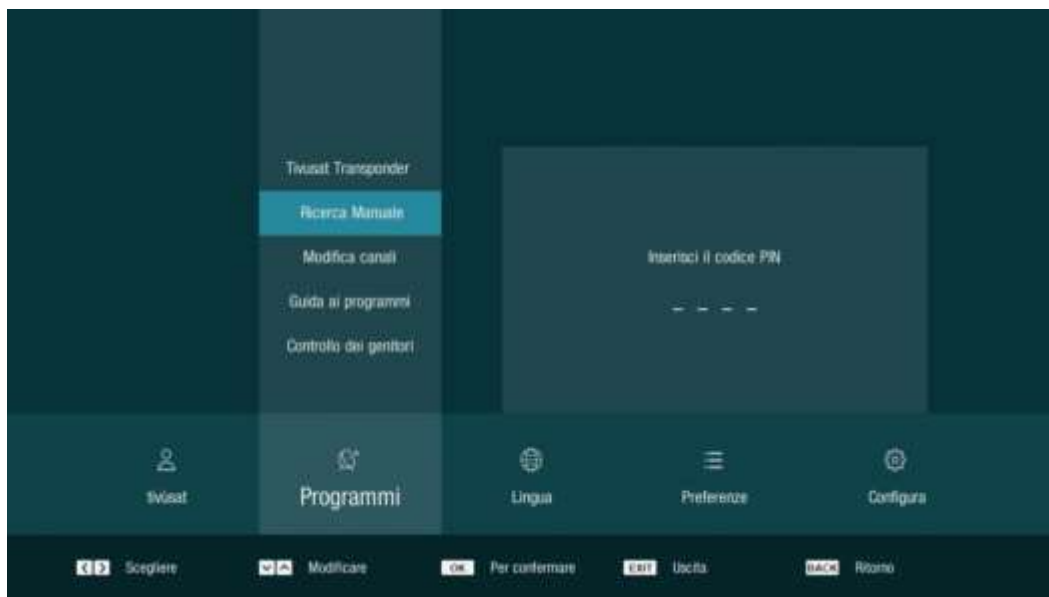 Tivusat Transponder
Ricerca Manuale
Modifica canali
Guida ai programmi
Controllo dei genitori
Inserisci il codice PIN
_ _ _ _
tivùsat
Programmi
Lingua
Preferenze
Configura
Scegliere
Modificare
OK Per confermare
EXIT Uscita
BACK Ritorno